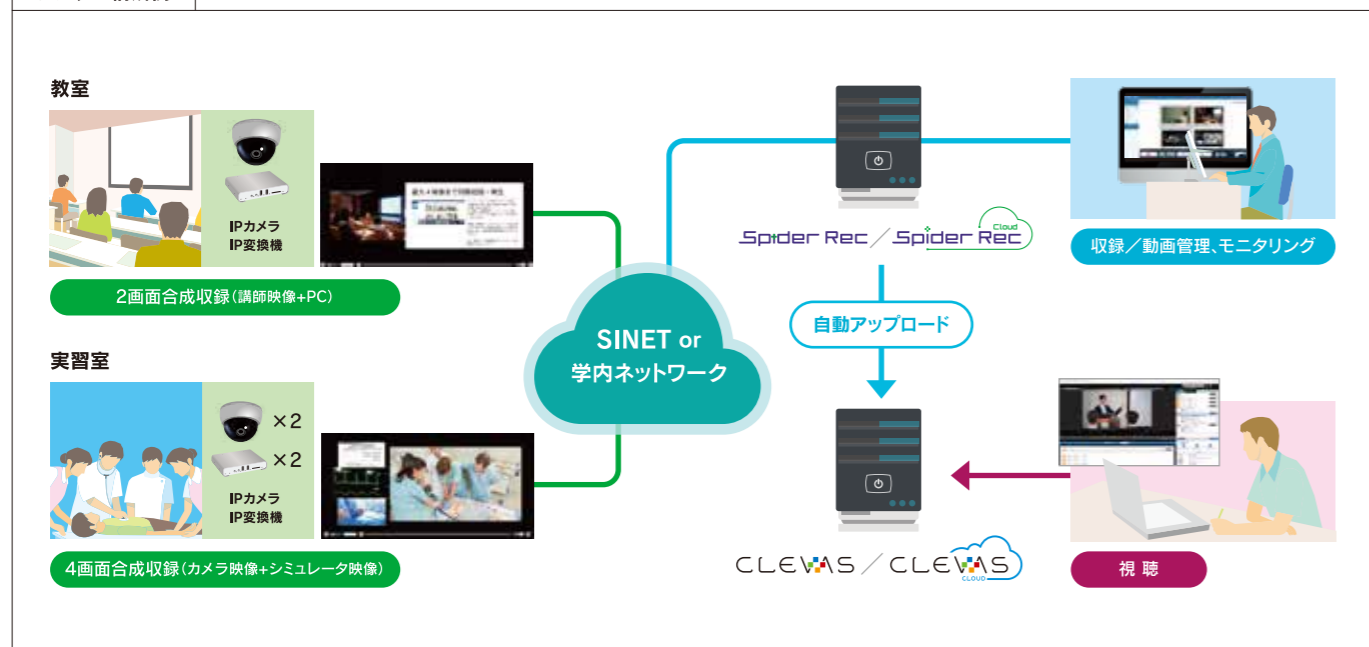 教室
IPカメラ
IP変換機
2画面合成収録(講師映像+PC)
実習室
×2
×2
IPカメラ
IP変換機
4画面合成収録(カメラ映像+シミュレータ映像)
SINET or
学内ネットワーク
Spider Rec／Spider Rec Cloud
収録／動画管理、モニタリング
自動アップロード
CLEVAS／CLEVAS
CLOUD
視聴